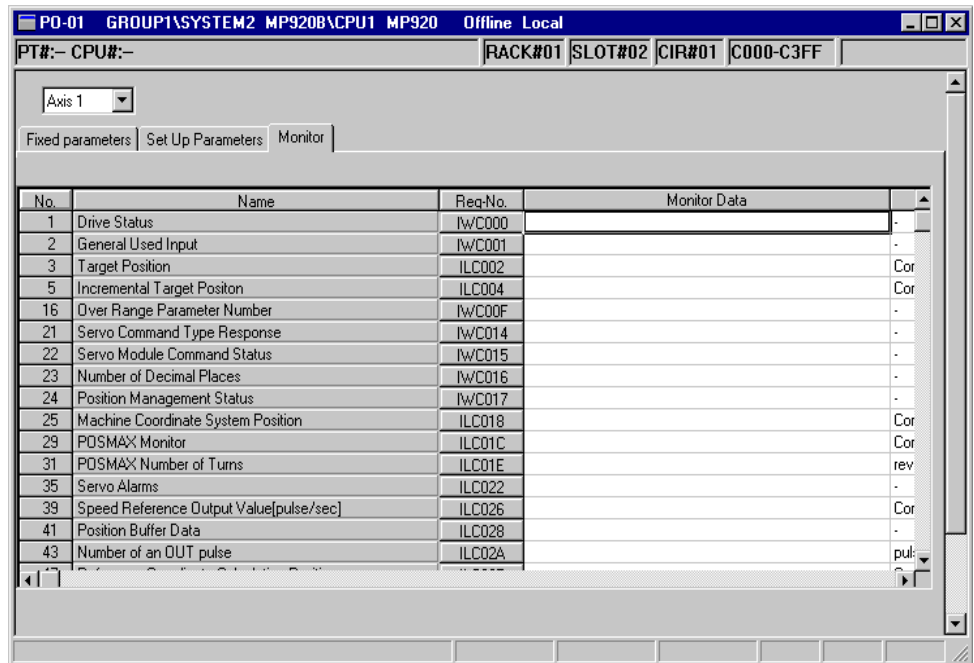 PO-01 GROUP1\SYSTEM2 MP920B\CPU1 MP920 Offline Local
PT#:– CPU#:– RACK#01 SLOT#02 CIR#01 C000-C3FF
Axis 1
Fixed parameters Set Up Parameters Monitor
No. Name Reg-No. Monitor Data
1 Drive Status IWC000 -
2 General Used Input IWC001 -
3 Target Position ILC002 Cor
5 Incremental Target Positon ILC004 Cor
16 Over Range Parameter Number IWC00F -
21 Servo Command Type Response IWC014 -
22 Servo Module Command Status IWC015 -
23 Number of Decimal Places IWC016 -
24 Position Management Status IWC017 -
25 Machine Coordinate System Position ILC018 Cor
29 POSMAX Monitor ILC01C Cor
31 POSMAX Number of Turns ILC01E rev
35 Servo Alarms ILC022 -
39 Speed Reference Output Value[pulse/sec] ILC026 Cor
41 Position Buffer Data ILC028 -
43 Number of an OUT pulse ILC02A puls